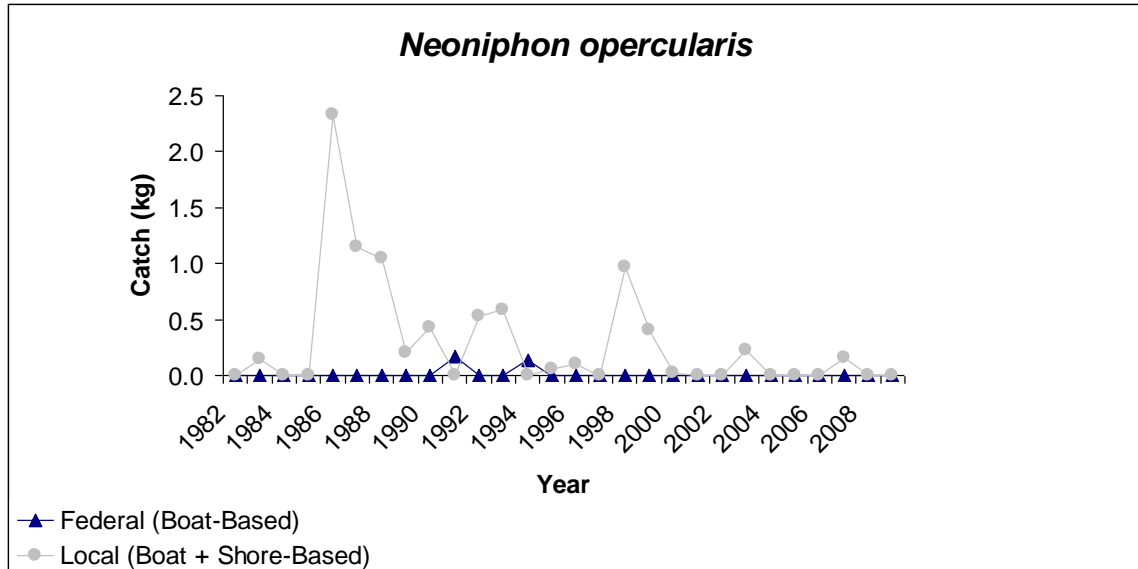 Neoniphon opercularis
2.5
2.0
1.5
1.0
0.5
0.0
Catch (kg)
1982 1984 1986 1988 1990 1992 1994 1996 1998 2000 2002 2004 2006 2008
Year
Federal (Boat-Based)
Local (Boat + Shore-Based)